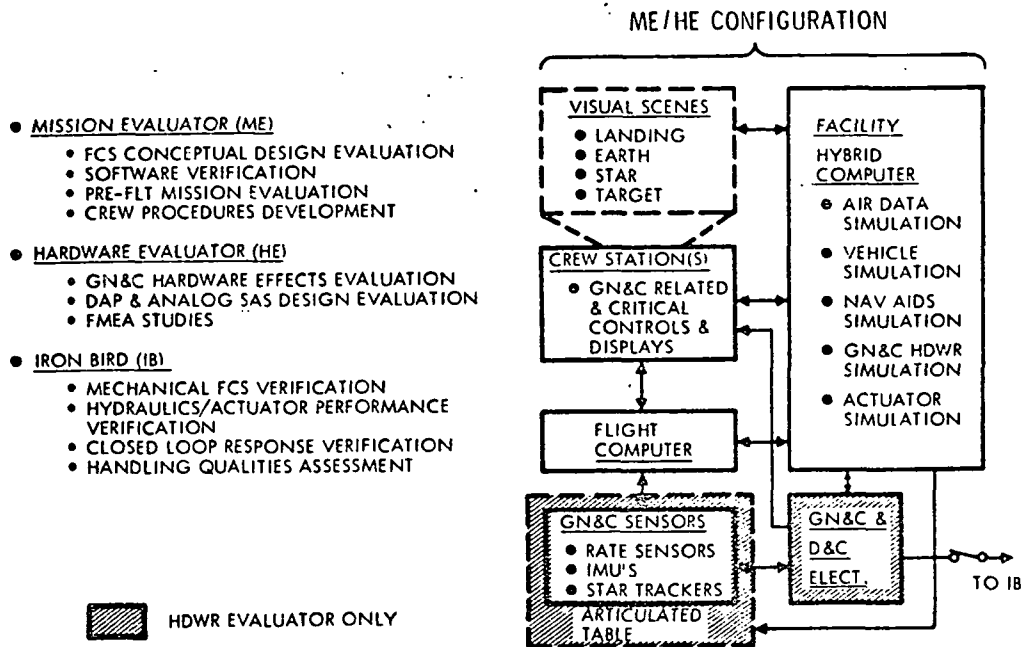 ME/HE CONFIGURATION
• MISSION EVALUATOR (ME)
• FCS CONCEPTUAL DESIGN EVALUATION
• SOFTWARE VERIFICATION
• PRE-FLT MISSION EVALUATION
• CREW PROCEDURES DEVELOPMENT
• HARDWARE EVALUATOR (HE)
• GN&C HARDWARE EFFECTS EVALUATION
• DAP & ANALOG SAS DESIGN EVALUATION
• FMEA STUDIES
• IRON BIRD (IB)
• MECHANICAL FCS VERIFICATION
• HYDRAULICS/ACTUATOR PERFORMANCE
VERIFICATION
• CLOSED LOOP RESPONSE VERIFICATION
• HANDLING QUALITIES ASSESSMENT
HDWR EVALUATOR ONLY
VISUAL SCENES
• LANDING
• EARTH
• STAR
• TARGET
CREW STATION(S)
• GN&C RELATED
& CRITICAL
CONTROLS &
DISPLAYS
FLIGHT
COMPUTER
GN&C SENSORS
• RATE SENSORS
• IMU'S
• STAR TRACKERS
ARTICULATED
TABLE
FACILITY
HYBRID
COMPUTER
• AIR DATA
SIMULATION
• VEHICLE
SIMULATION
• NAV AIDS
SIMULATION
• GN&C HDWR
SIMULATION
• ACTUATOR
SIMULATION
GN&C &
D&C
ELECT.
TO IB